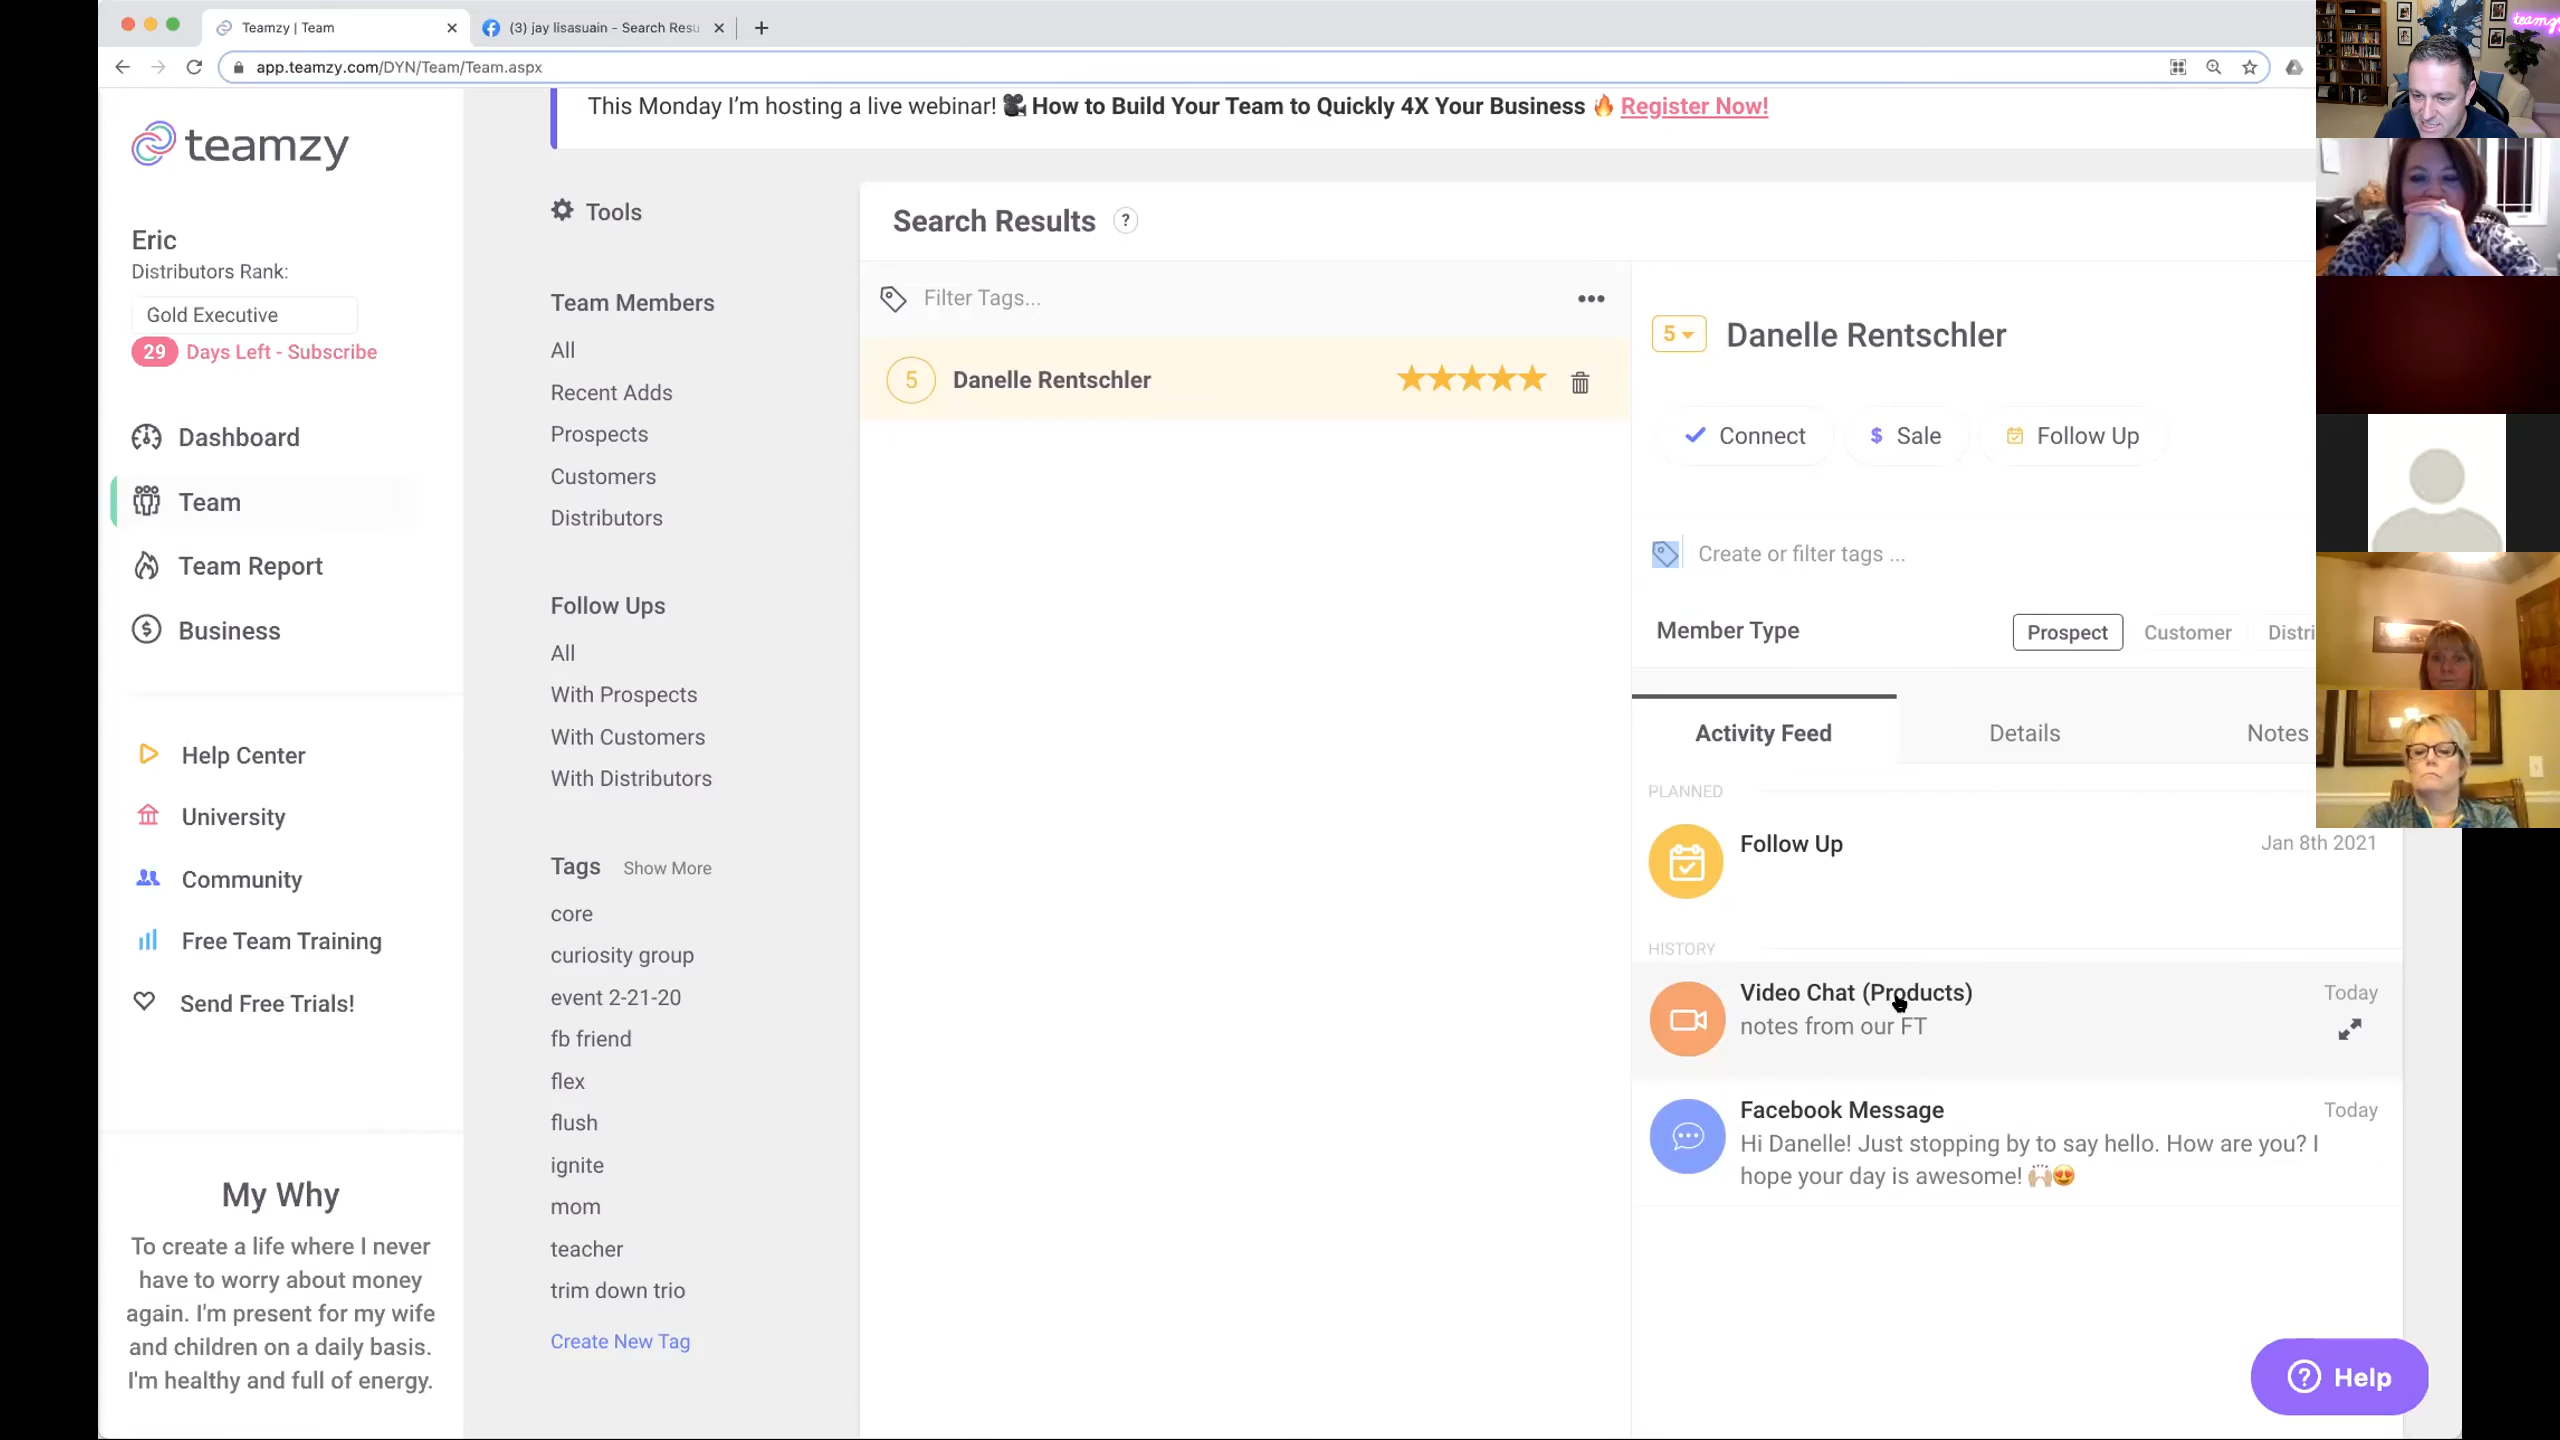 Teamzy | Team
(3) jay lisasuain - Search Resu
app.teamzy.com/DYN/Team/Team.aspx
This Monday I'm hosting a live webinar! 🎥 How to Build Your Team to Quickly 4X Your Business 🔥 Register Now!
teamzy
Eric
Distributors Rank:
Gold Executive
29 Days Left - Subscribe
Dashboard
Team
Team Report
Business
Help Center
University
Community
Free Team Training
Send Free Trials!
My Why
To create a life where I never
have to worry about money
again. I'm present for my wife
and children on a daily basis.
I'm healthy and full of energy.
Tools
Team Members
All
Recent Adds
Prospects
Customers
Distributors
Follow Ups
All
With Prospects
With Customers
With Distributors
Tags Show More
core
curiosity group
event 2-21-20
fb friend
flex
flush
ignite
mom
teacher
trim down trio
Create New Tag
Search Results ?
Filter Tags...
5 Danelle Rentschler
5 Danelle Rentschler
Connect
$ Sale
Follow Up
Create or filter tags ...
Member Type Prospect Customer Distri
Activity Feed Details Notes
PLANNED
Follow Up Jan 8th 2021
HISTORY
Video Chat (Products) Today
notes from our FT
Facebook Message Today
Hi Danelle! Just stopping by to say hello. How are you? I
hope your day is awesome! 🙌🏼😍
? Help
teamzy